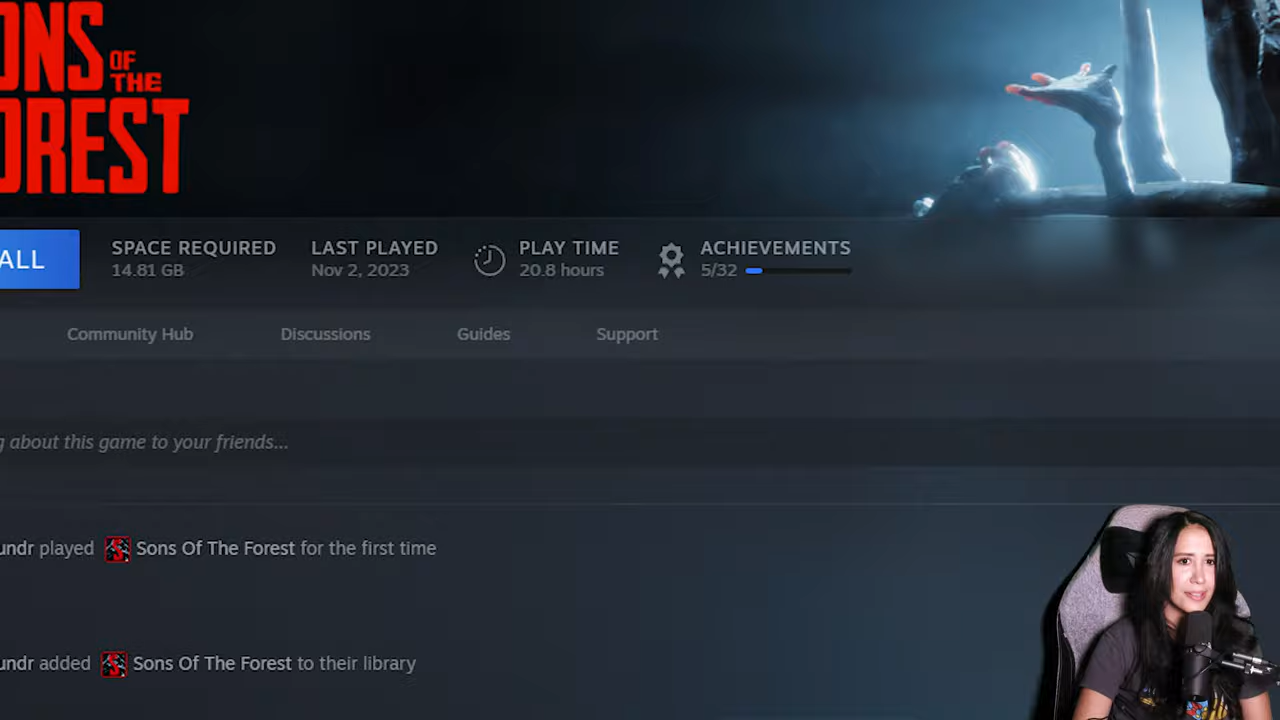 ONS
OF
THE
OREST
ALL
SPACE REQUIRED
14.81 GB
LAST PLAYED
Nov 2, 2023
PLAY TIME
20.8 hours
ACHIEVEMENTS
5/32
Community Hub Discussions Guides Support
g about this game to your friends...
undr played Sons Of The Forest for the first time
undr added Sons Of The Forest to their library